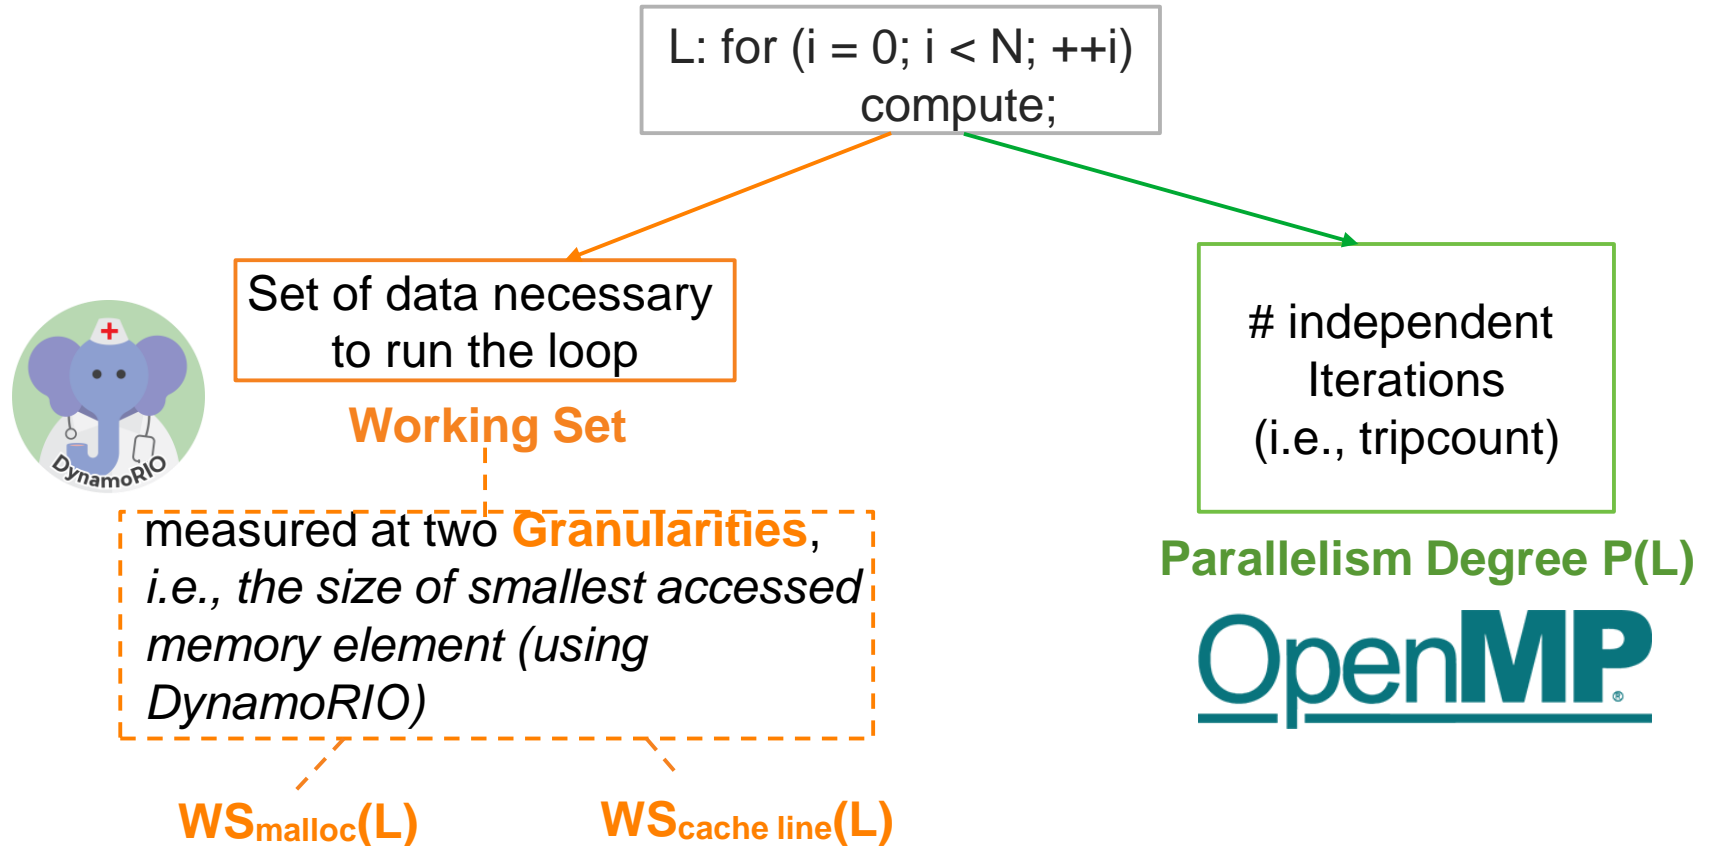 L: for (i = 0; i < N; ++i)
compute;
Set of data necessary
to run the loop
Working Set
DynamoRIO
measured at two Granularities,
i.e., the size of smallest accessed
memory element (using
DynamoRIO)
WSmalloc(L)
WScache line(L)
# independent
Iterations
(i.e., tripcount)
Parallelism Degree P(L)
OpenMP®